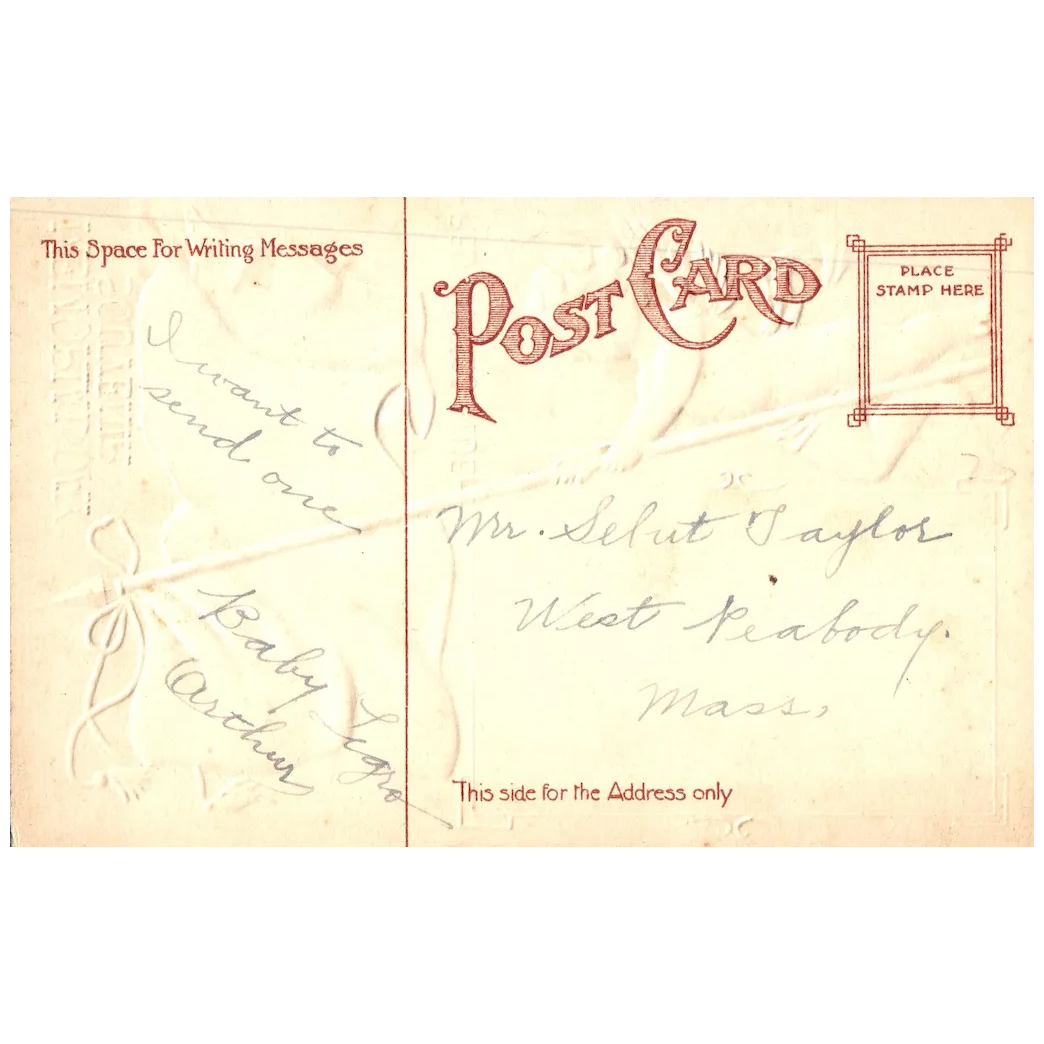 This Space For Writing Messages
POST CARD
PLACE
STAMP HERE
I want to
send one
Baby Legro
Arthur
Mr. Selut Taylor
West Peabody.
Mass.
This side for the Address only